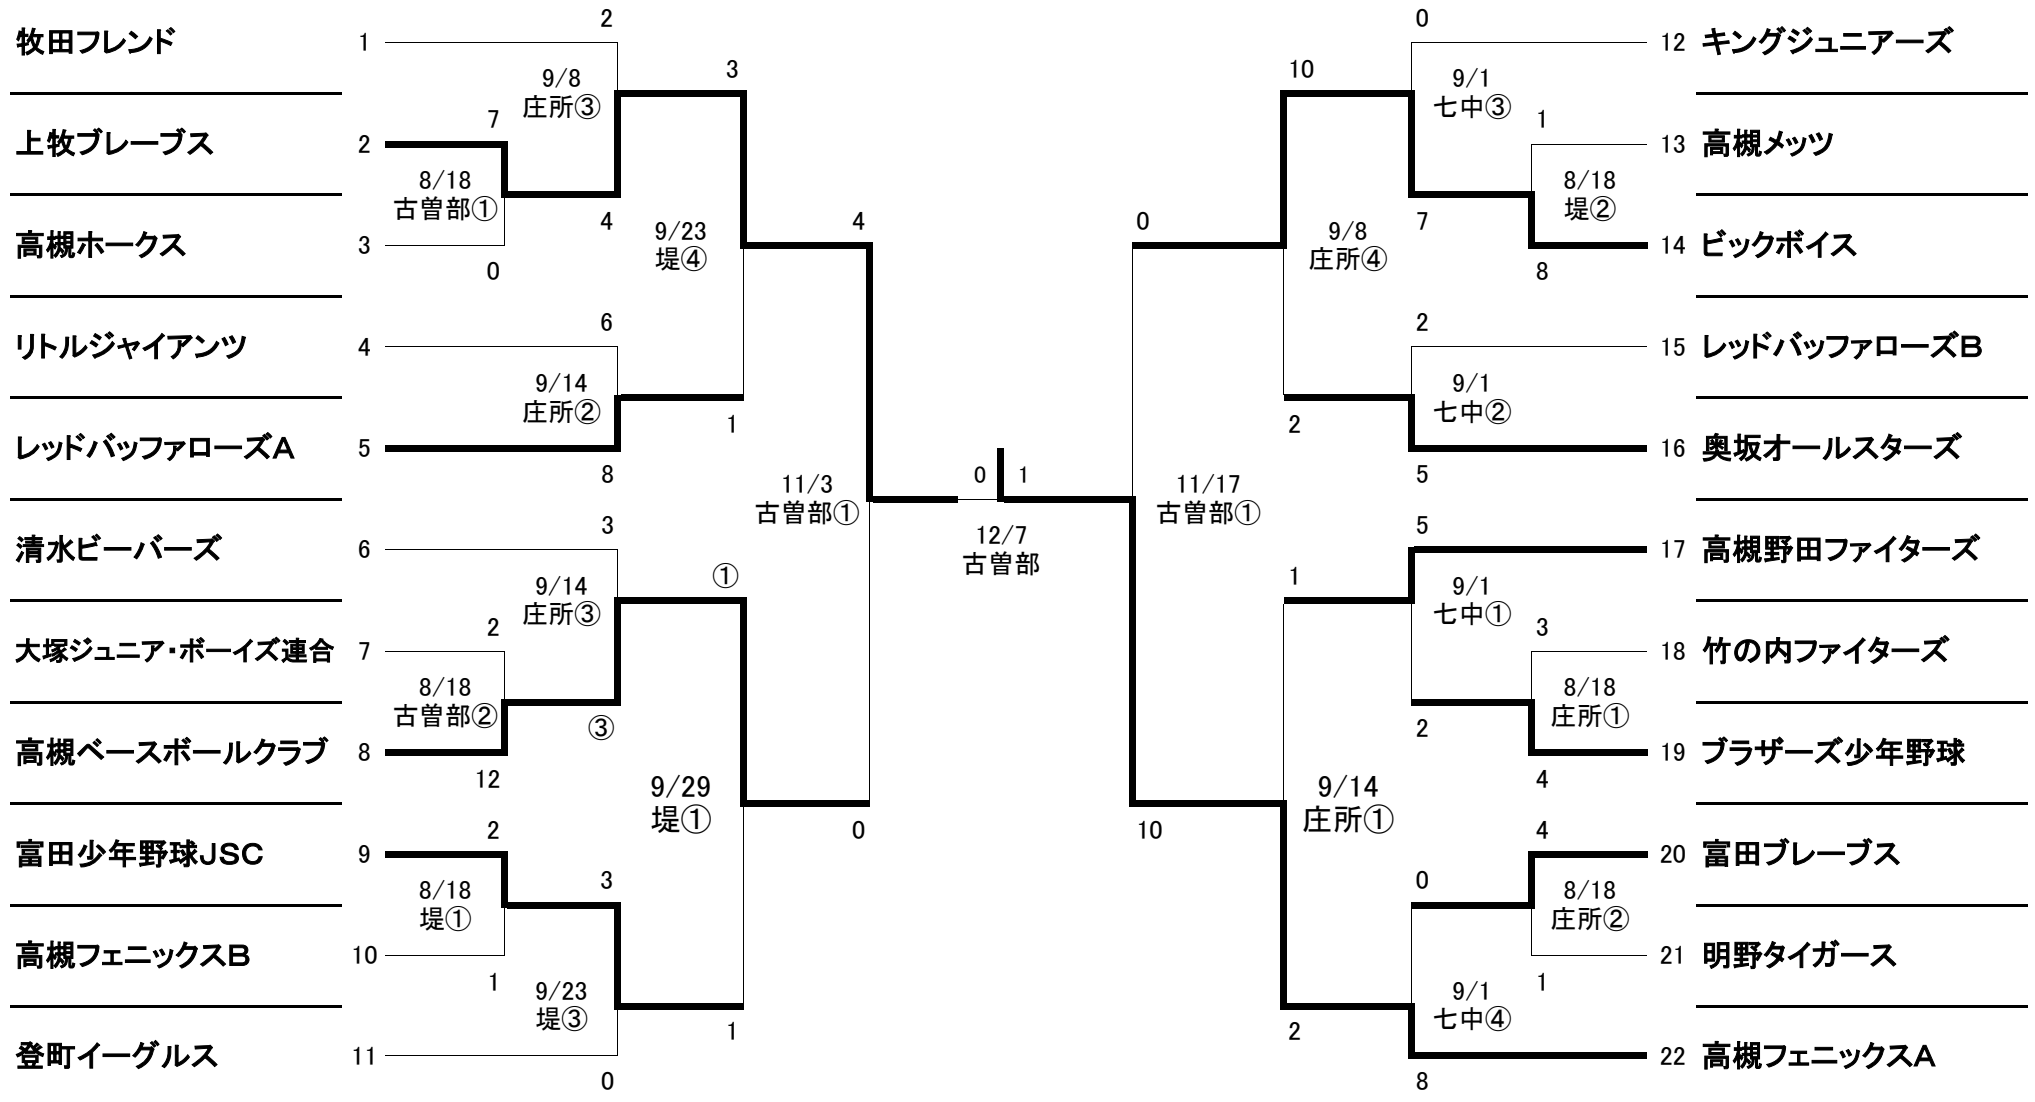 2
0
牧田フレンド 1
12 キングジュニアーズ
3
10
9/8
庄所③
9/1
七中③
7
1
上牧ブレーブス 2
13 高槻メッツ
8/18
古曽部①
8/18
堤②
4
4
0
7
9/23
堤④
9/8
庄所④
高槻ホークス 3
14 ビックボイス
0
8
6
2
リトルジャイアンツ 4
15 レッドバッファローズB
9/14
庄所②
9/1
七中②
1
2
レッドバッファローズA 5
16 奥坂オールスターズ
8
0
1
5
11/3
古曽部①
11/17
古曽部①
3
12/7
古曽部
5
清水ビーバーズ 6
17 高槻野田ファイターズ
①
1
9/14
庄所③
9/1
七中①
2
3
大塚ジュニア・ボーイズ連合 7
18 竹の内ファイターズ
8/18
古曽部②
8/18
庄所①
③
2
高槻ベースボールクラブ 8
19 ブラザーズ少年野球
12
4
9/29
堤①
9/14
庄所①
2
0
10
4
富田少年野球JSC 9
20 富田ブレーブス
3
0
8/18
堤①
8/18
庄所②
高槻フェニックスB 10
21 明野タイガース
1
1
9/23
堤③
9/1
七中④
1
2
登町イーグルス 11
22 高槻フェニックスA
0
8